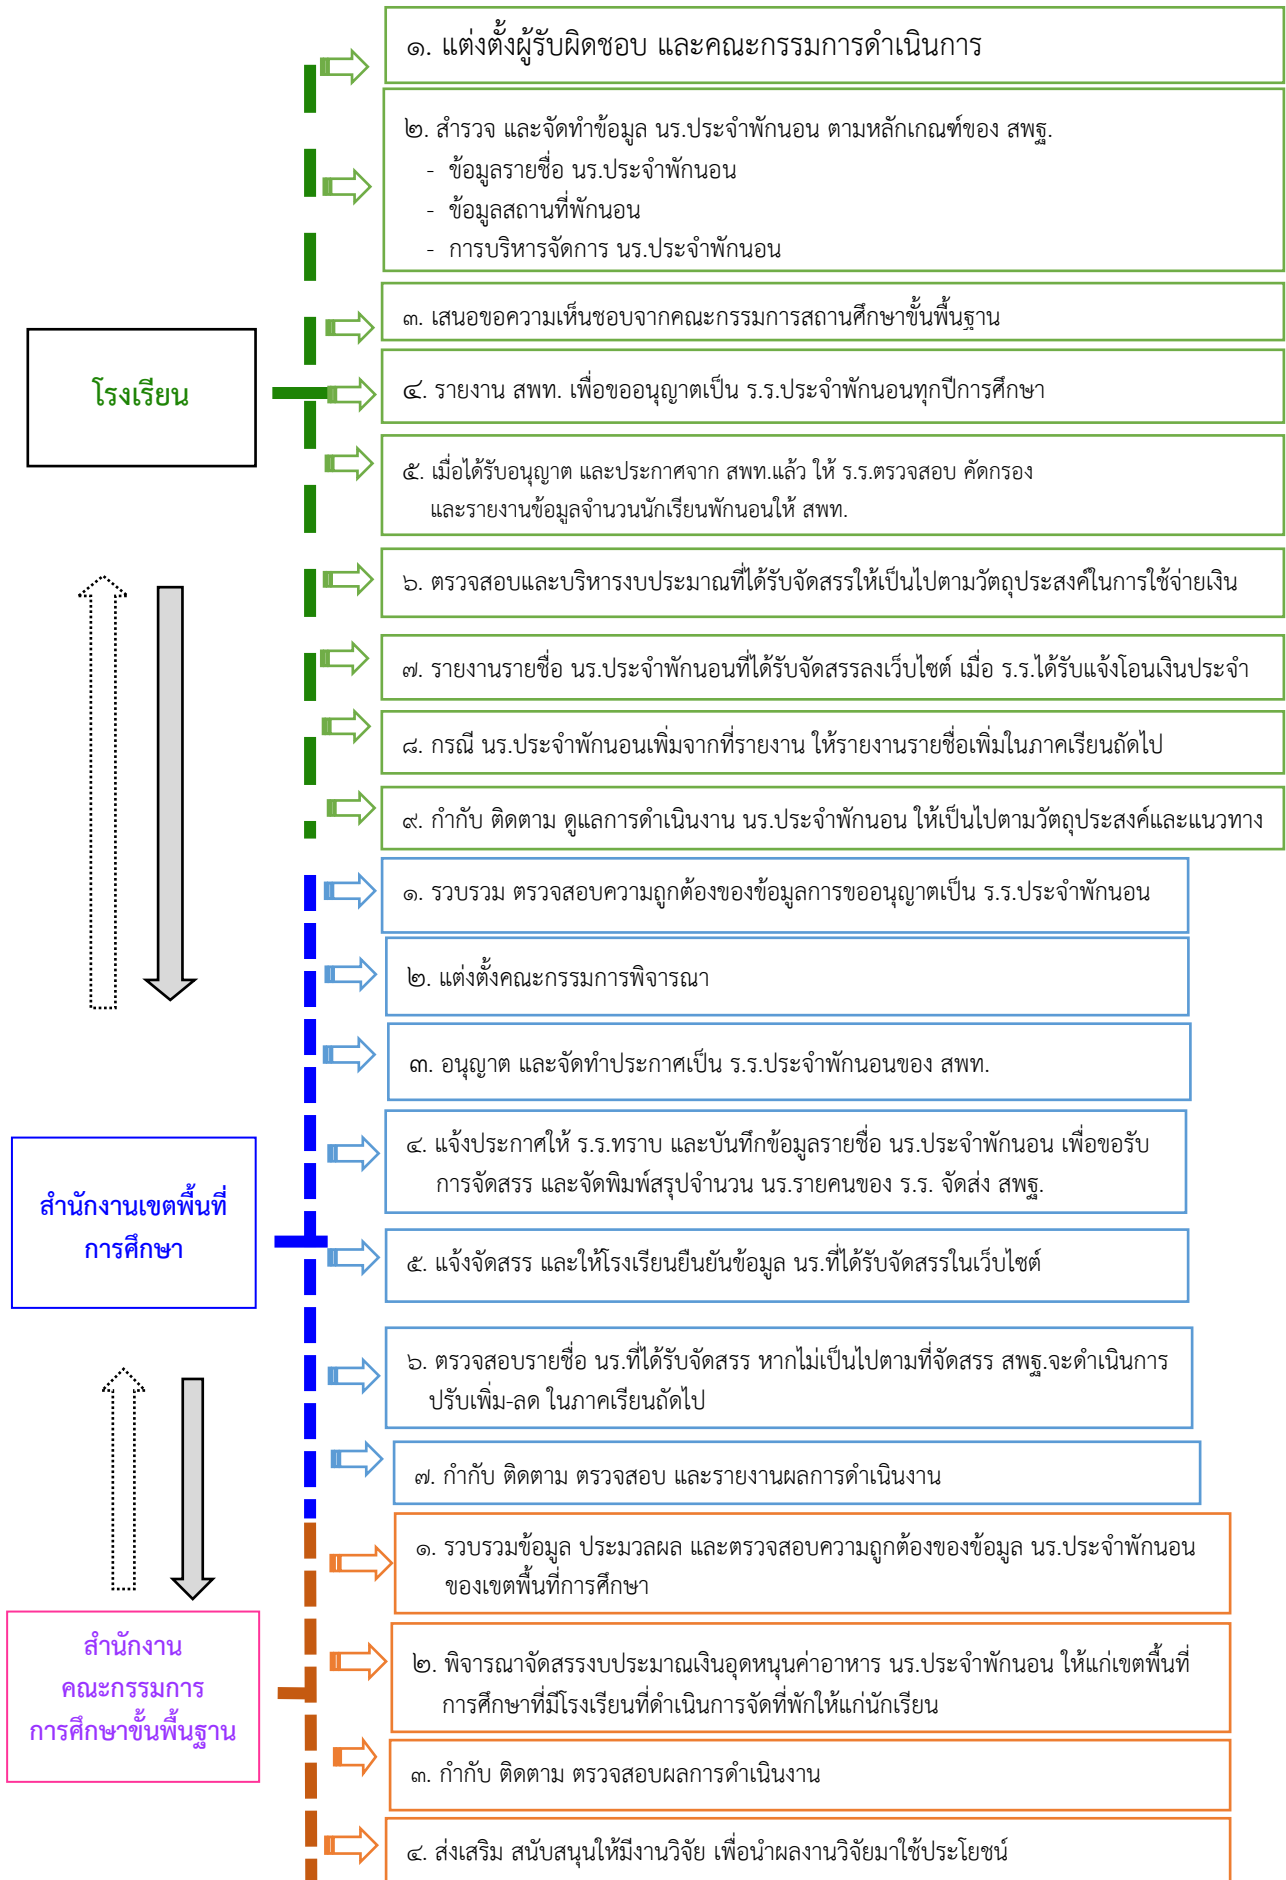 ๑. แต่งตั้งผู้รับผิดชอบ และคณะกรรมการดำเนินการ
๒. สำรวจ และจัดทำข้อมูล นร.ประจำพักนอน ตามหลักเกณฑ์ของ สพฐ.
- ข้อมูลรายชื่อ นร.ประจำพักนอน
- ข้อมูลสถานที่พักนอน
- การบริหารจัดการ นร.ประจำพักนอน
๓. เสนอขอความเห็นชอบจากคณะกรรมการสถานศึกษาขั้นพื้นฐาน
โรงเรียน
๔. รายงาน สพท. เพื่อขออนุญาตเป็น ร.ร.ประจำพักนอนทุกปีการศึกษา
๕. เมื่อได้รับอนุญาต และประกาศจาก สพท.แล้ว ให้ ร.ร.ตรวจสอบ คัดกรอง
และรายงานข้อมูลจำนวนนักเรียนพักนอนให้ สพท.
๖. ตรวจสอบและบริหารงบประมาณที่ได้รับจัดสรรให้เป็นไปตามวัตถุประสงค์ในการใช้จ่ายเงิน
๗. รายงานรายชื่อ นร.ประจำพักนอนที่ได้รับจัดสรรลงเว็บไซต์ เมื่อ ร.ร.ได้รับแจ้งโอนเงินประจำ
๘. กรณี นร.ประจำพักนอนเพิ่มจากที่รายงาน ให้รายงานรายชื่อเพิ่มในภาคเรียนถัดไป
๙. กำกับ ติดตาม ดูแลการดำเนินงาน นร.ประจำพักนอน ให้เป็นไปตามวัตถุประสงค์และแนวทาง
๑. รวบรวม ตรวจสอบความถูกต้องของข้อมูลการขออนุญาตเป็น ร.ร.ประจำพักนอน
๒. แต่งตั้งคณะกรรมการพิจารณา
๓. อนุญาต และจัดทำประกาศเป็น ร.ร.ประจำพักนอนของ สพท.
๔. แจ้งประกาศให้ ร.ร.ทราบ และบันทึกข้อมูลรายชื่อ นร.ประจำพักนอน เพื่อขอรับ
การจัดสรร และจัดพิมพ์สรุปจำนวน นร.รายคนของ ร.ร. จัดส่ง สพฐ.
สำนักงานเขตพื้นที่
การศึกษา
๕. แจ้งจัดสรร และให้โรงเรียนยืนยันข้อมูล นร.ที่ได้รับจัดสรรในเว็บไซต์
๖. ตรวจสอบรายชื่อ นร.ที่ได้รับจัดสรร หากไม่เป็นไปตามที่จัดสรร สพฐ.จะดำเนินการ
ปรับเพิ่ม-ลด ในภาคเรียนถัดไป
๗. กำกับ ติดตาม ตรวจสอบ และรายงานผลการดำเนินงาน
๑. รวบรวมข้อมูล ประมวลผล และตรวจสอบความถูกต้องของข้อมูล นร.ประจำพักนอน
ของเขตพื้นที่การศึกษา
สำนักงาน
คณะกรรมการ
การศึกษาขั้นพื้นฐาน
๒. พิจารณาจัดสรรงบประมาณเงินอุดหนุนค่าอาหาร นร.ประจำพักนอน ให้แก่เขตพื้นที่
การศึกษาที่มีโรงเรียนที่ดำเนินการจัดที่พักให้แก่นักเรียน
๓. กำกับ ติดตาม ตรวจสอบผลการดำเนินงาน
๔. ส่งเสริม สนับสนุนให้มีงานวิจัย เพื่อนำผลงานวิจัยมาใช้ประโยชน์